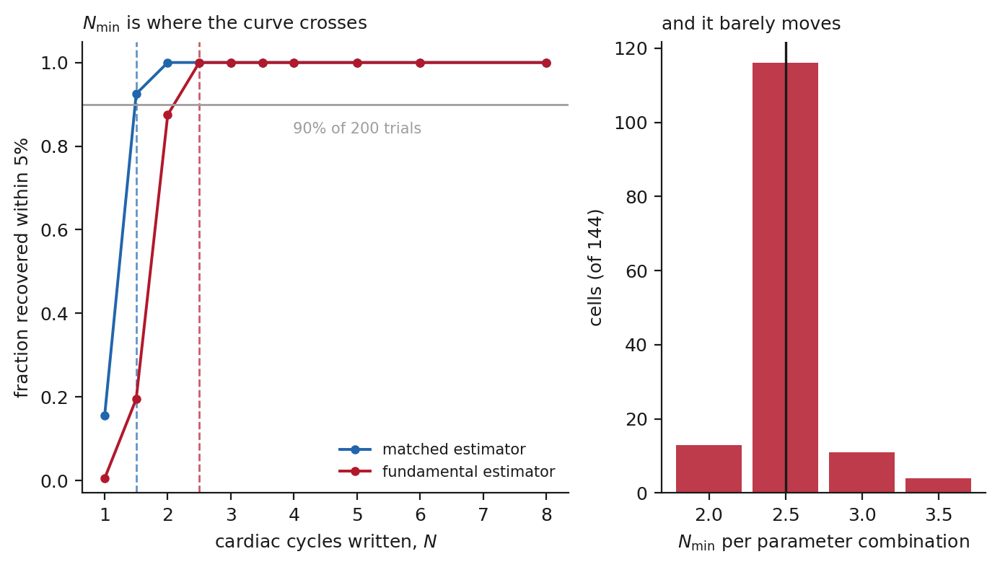 N_min is where the curve crosses
fraction recovered within 5%
1.0
0.8
0.6
0.4
0.2
0.0
90% of 200 trials
matched estimator
fundamental estimator
1 2 3 4 5 6 7 8
cardiac cycles written, N
and it barely moves
cells (of 144)
120
100
80
60
40
20
0
2.0 2.5 3.0 3.5
N_min per parameter combination